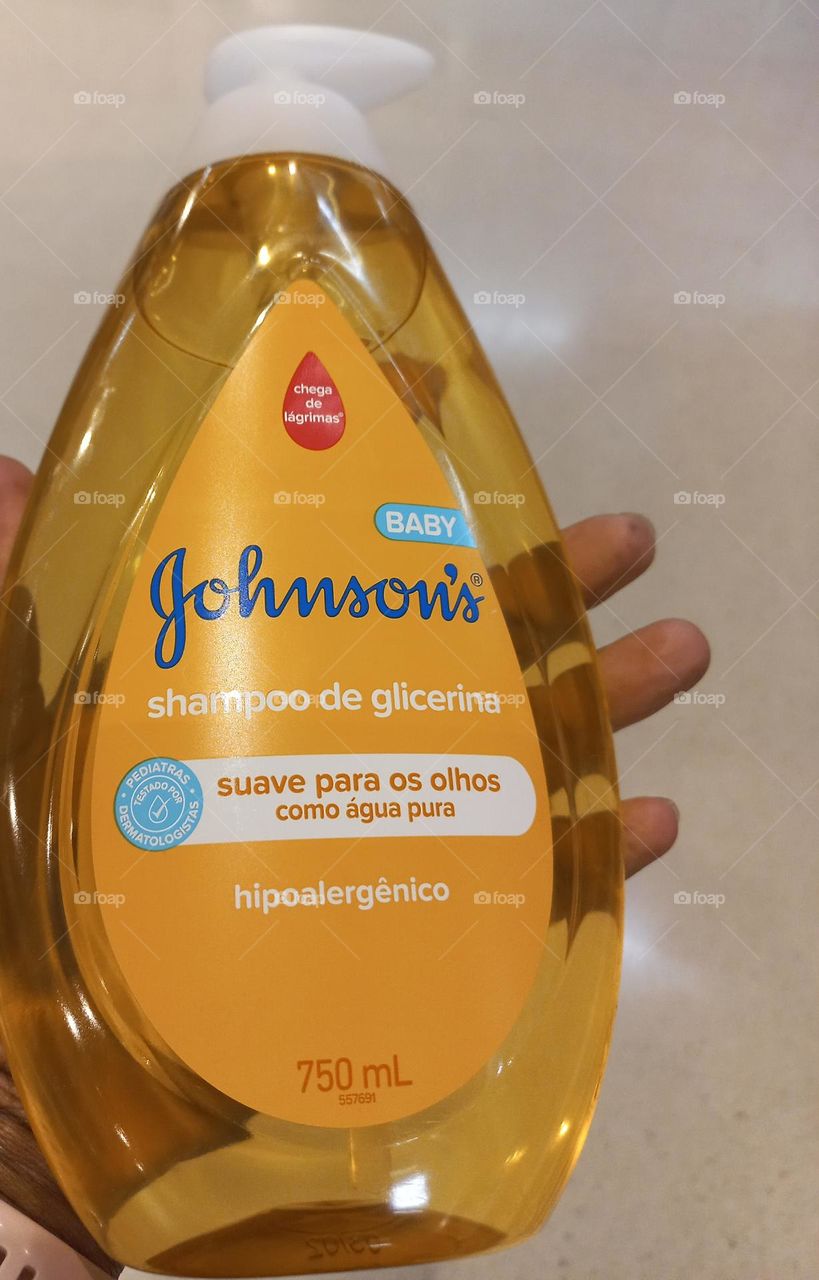 chega
de
lágrimas®
BABY
Johnson's®
shampoo de glicerina
PEDIATRAS
TESTADO POR
DERMATOLOGISTAS
suave para os olhos
como água pura
hipoalergênico
750 mL
557691
foap